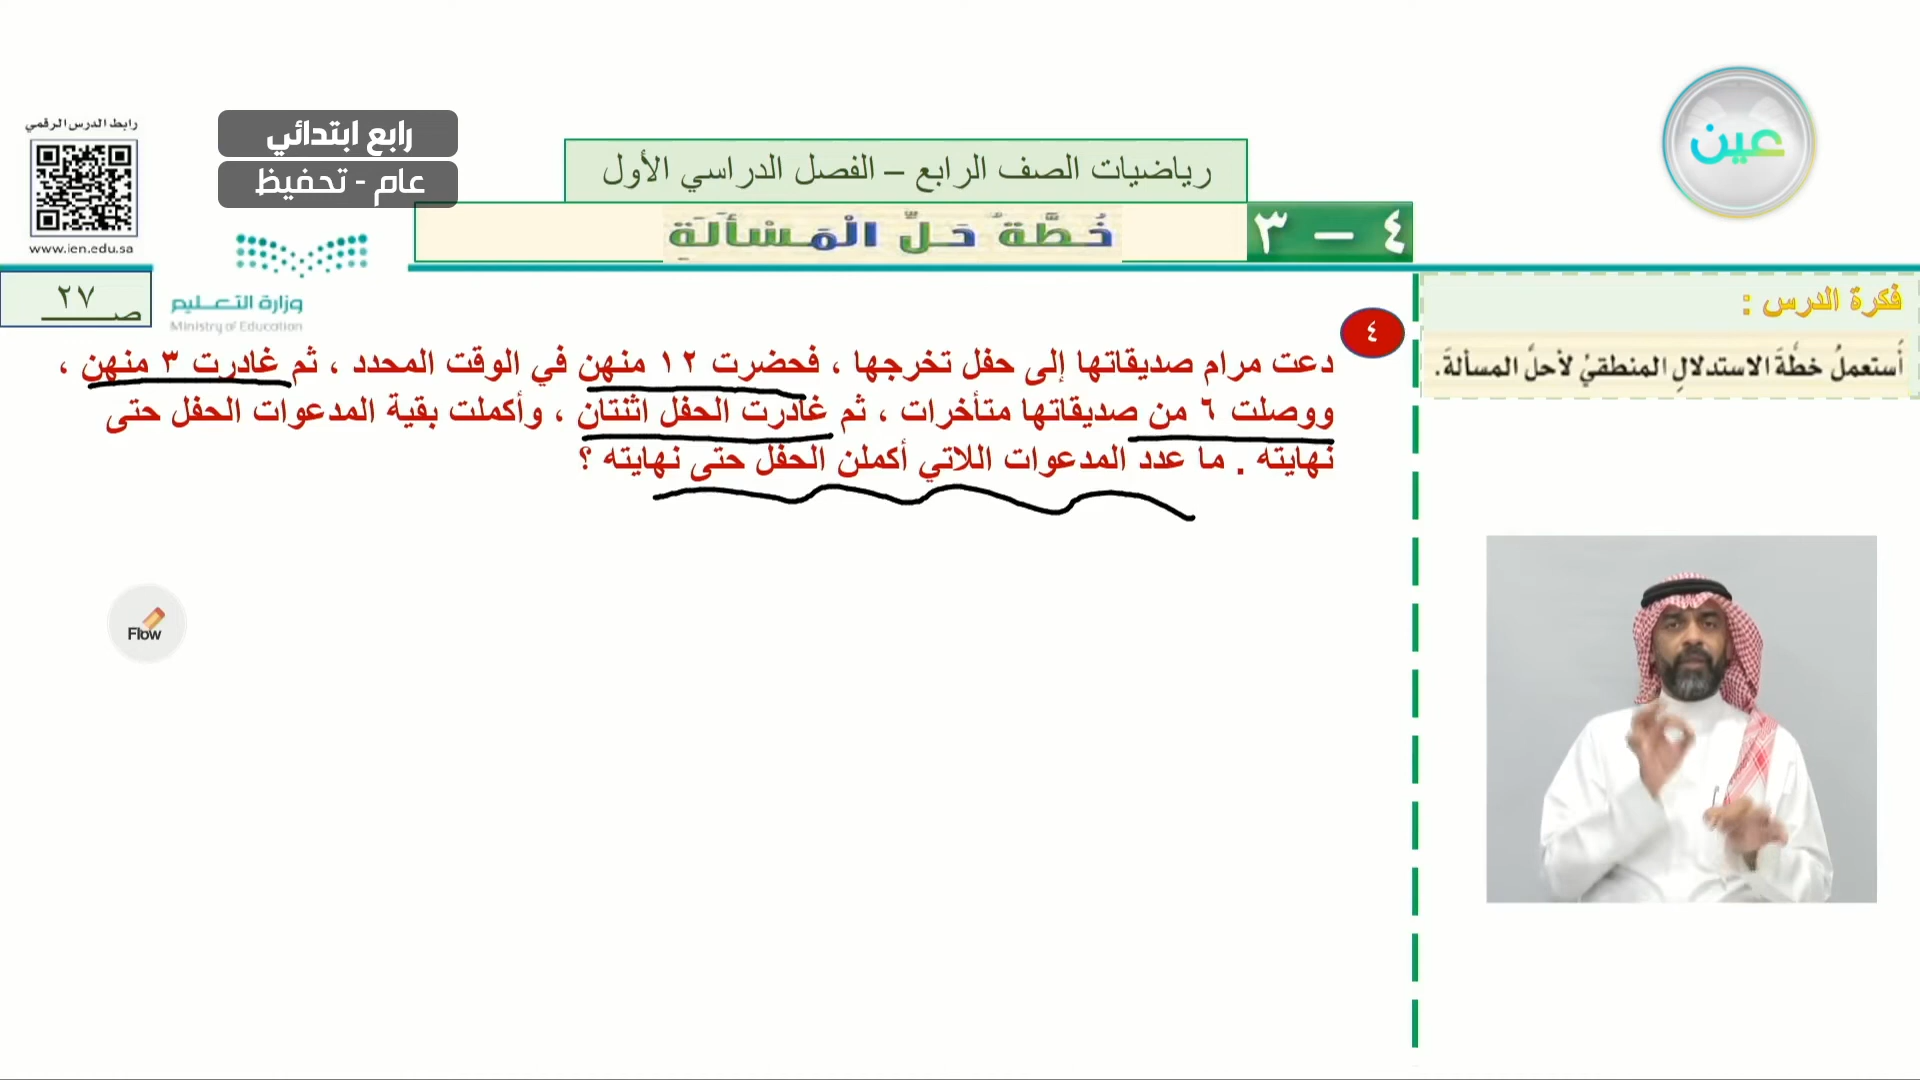 رابط الدرس الرقمي
www.ien.edu.sa
رابع ابتدائي
عام - تحفيظ
عين
رياضيات الصف الرابع – الفصل الدراسي الأول
٤ – ٣
خُطَّةُ حَلِّ الْمَسْأَلَةِ
وزارة التعليم
Ministry of Education
صـ ٢٧
فكرة الدرس :
أستعملُ خطَّةَ الاستدلالِ المنطقيِّ لأحلَّ المسألةَ.
٤
دعت مرام صديقاتها إلى حفل تخرجها ، فحضرت ١٢ منهن في الوقت المحدد ، ثم غادرت ٣ منهن ،
ووصلت ٦ من صديقاتها متأخرات ، ثم غادرت الحفل اثنتان ، وأكملت بقية المدعوات الحفل حتى
نهايته . ما عدد المدعوات اللاتي أكملن الحفل حتى نهايته ؟
Flow